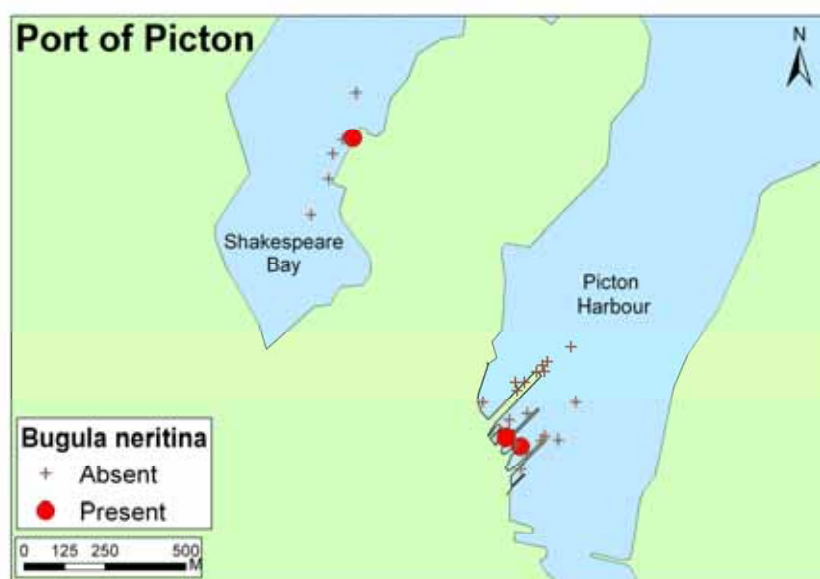 Port of Picton
N
Shakespeare
Bay
Picton
Harbour
Bugula neritina
Absent
Present
0 125 250 500
M